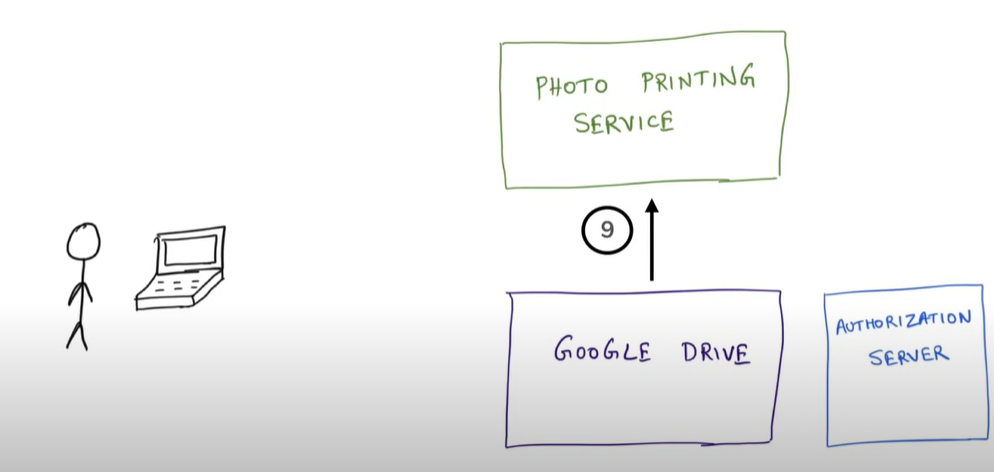 PHOTO PRINTING
SERVICE
9
GOOGLE DRIVE
AUTHORIZATION
SERVER